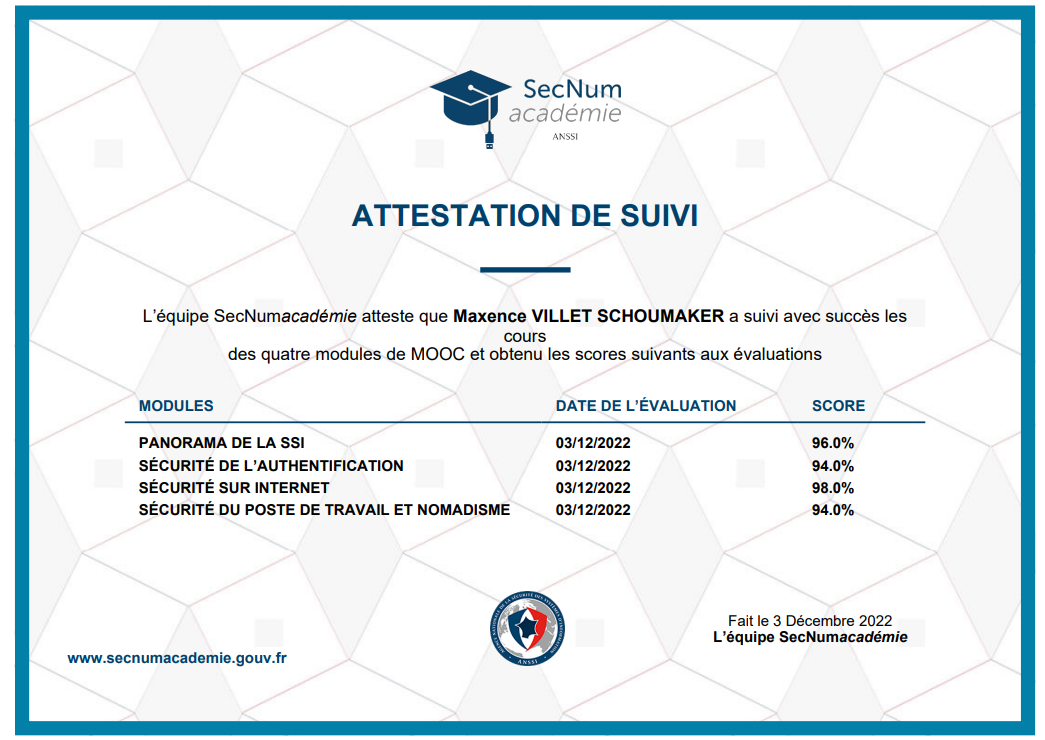 SecNum
académie
ANSSI
ATTESTATION DE SUIVI
L'équipe SecNumacadémie atteste que Maxence VILLET SCHOUMAKER a suivi avec succès les
cours
des quatre modules de MOOC et obtenu les scores suivants aux évaluations
MODULES DATE DE L'ÉVALUATION SCORE
PANORAMA DE LA SSI 03/12/2022 96.0%
SÉCURITÉ DE L'AUTHENTIFICATION 03/12/2022 94.0%
SÉCURITÉ SUR INTERNET 03/12/2022 98.0%
SÉCURITÉ DU POSTE DE TRAVAIL ET NOMADISME 03/12/2022 94.0%
AGENCE NATIONALE DE LA SÉCURITÉ DES SYSTÈMES D'INFORMATION
ANSSI
Fait le 3 Décembre 2022
L'équipe SecNumacadémie
www.secnumacademie.gouv.fr